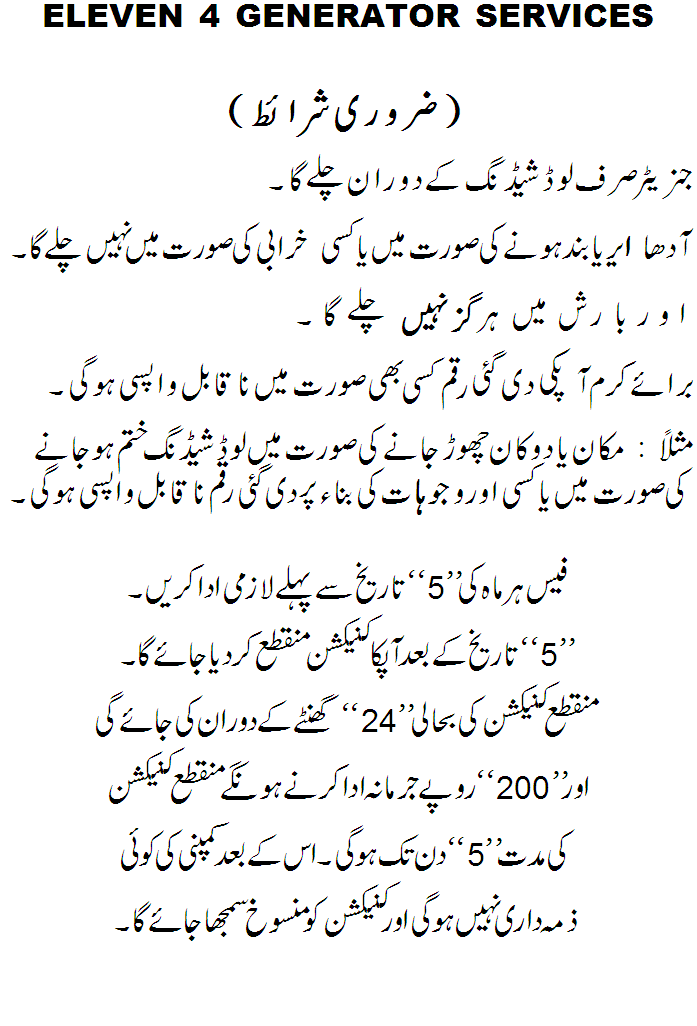 ELEVEN 4 GENERATOR SERVICES
(ضروری شرائط)
جنریٹر صرف لوڈشیڈنگ کے دوران چلے گا۔
آدھا ایریا بند ہونے کی صورت میں یا کسی خرابی کی صورت میں نہیں چلے گا۔
اور بارش میں ہرگز نہیں چلے گا۔
برائے کرم آپکی دی گئی رقم کسی بھی صورت میں نا قابل واپسی ہوگی۔
مثلاً : مکان یا دوکان چھوڑ جانے کی صورت میں لوڈشیڈنگ ختم ہو جانے
کی صورت میں یا کسی اور وجوہات کی بناء پر دی گئی رقم نا قابل واپسی ہوگی۔
فیس ہر ماہ کی ’’5‘‘ تاریخ سے پہلے لازمی ادا کریں۔
’’5‘‘ تاریخ کے بعد آپکا کنیکشن منقطع کر دیا جائے گا۔
منقطع کنیکشن کی بحالی ’’24‘‘ گھنٹے کے دوران کی جائے گی
اور ’’200‘‘ روپے جرمانہ ادا کرنے ہونگے منقطع کنیکشن
کی مدت ’’5‘‘ دن تک ہوگی۔ اس کے بعد کمپنی کی کوئی
ذمہ داری نہیں ہوگی اور کنیکشن کو منسوخ سمجھا جائے گا۔